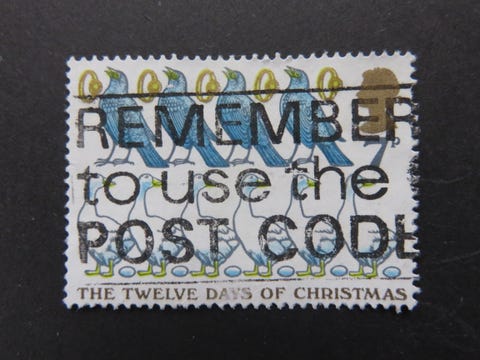 REMEMBER
to use the
POST CODE
THE TWELVE DAYS OF CHRISTMAS